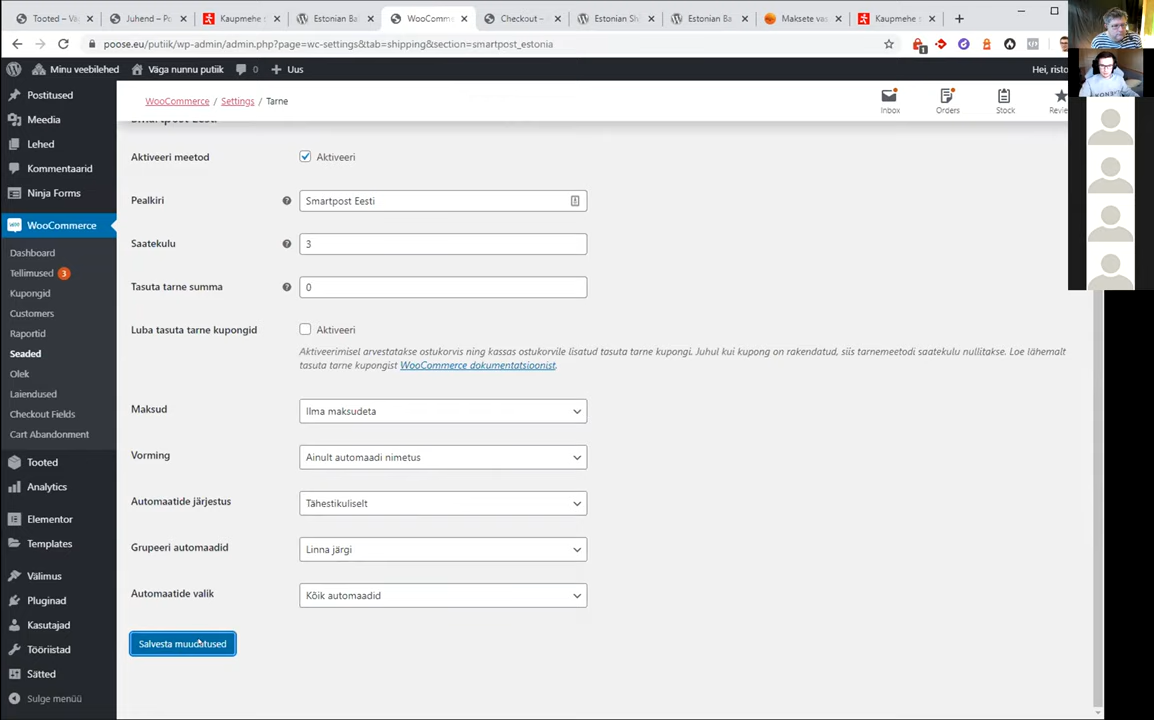 Tooted – Vä
Juhend – Po
Kaupmehe s
Estonian Ba
WooComm
Checkout –
Estonian Sh
Estonian Ba
Maksete va
Kaupmehe s
poose.eu/putiik/wp-admin/admin.php?page=wc-settings&tab=shipping&section=smartpost_estonia
Minu veebilehed
Väga nunnu putiik
0
Uus
Hei, risto
Postitused
Meedia
Lehed
Kommentaarid
Ninja Forms
WooCommerce
Dashboard
Tellimused 3
Kupongid
Customers
Raportid
Seaded
Olek
Laiendused
Checkout Fields
Cart Abandonment
Tooted
Analytics
Elementor
Templates
Välimus
Pluginad
Kasutajad
Tööriistad
Sätted
Sulge menüü
WooCommerce / Settings / Tarne
Inbox
Orders
Stock
Smartpost Eesti
Aktiveeri meetod
Aktiveeri
Pealkiri
Smartpost Eesti
Saatekulu
3
Tasuta tarne summa
0
Luba tasuta tarne kupongid
Aktiveeri
Aktiveerimisel arvestatakse ostukorvis ning kassas ostukorvile lisatud tasuta tarne kupongi. Juhul kui kupong on rakendatud, siis tarnemeetodi saatekulu nullitakse. Loe lähemalt
tasuta tarne kupongist WooCommerce dokumentatsioonist.
Maksud
Ilma maksudeta
Vorming
Ainult automaadi nimetus
Automaatide järjestus
Tähestikuliselt
Grupeeri automaadid
Linna järgi
Automaatide valik
Kõik automaadid
Salvesta muudatused